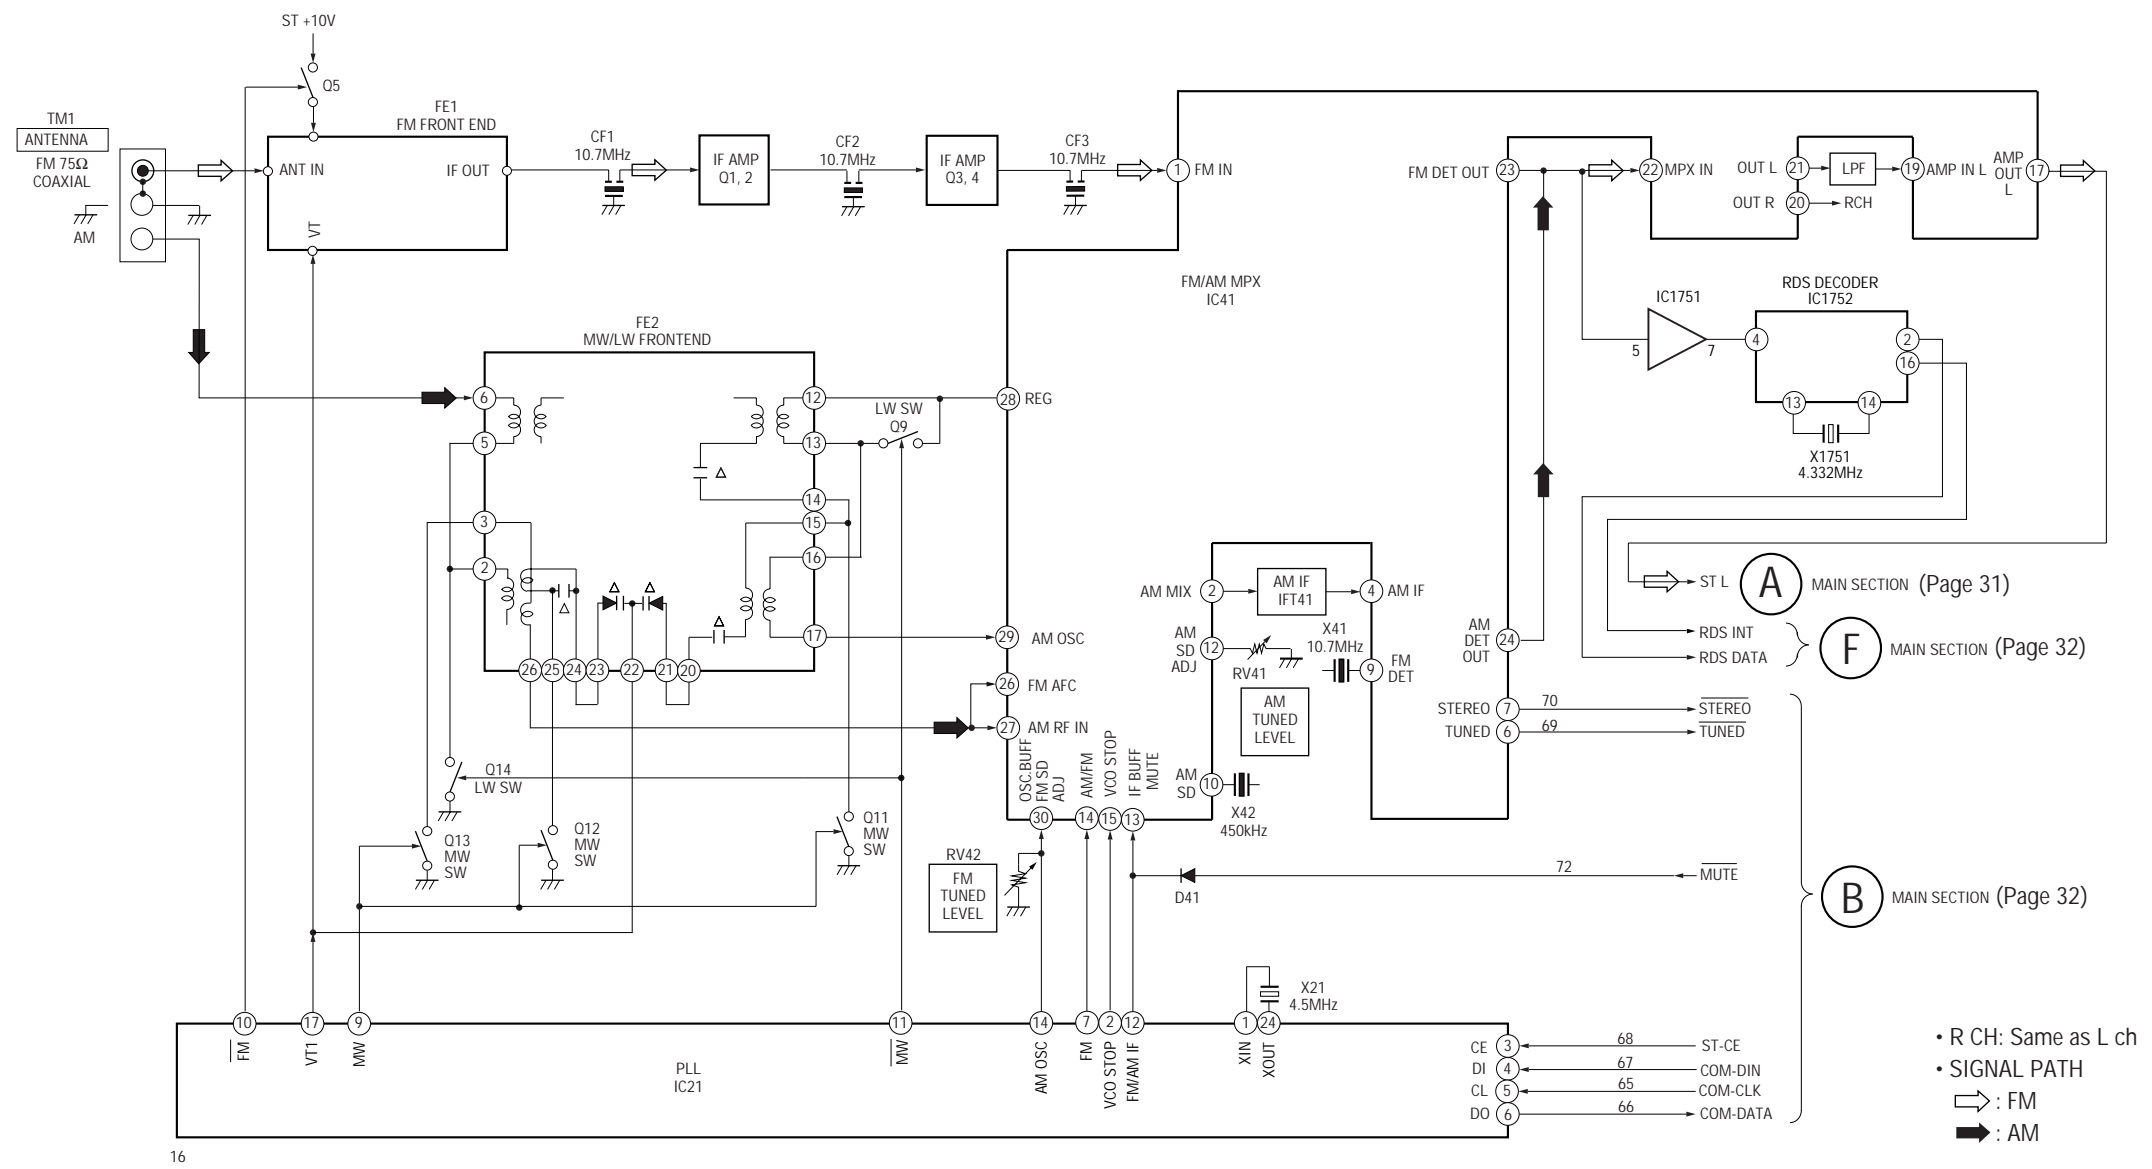 ST +10V
Q5
TM1
ANTENNA
FM 75Ω
COAXIAL
AM
FE1
FM FRONT END
ANT IN
IF OUT
VT
CF1
10.7MHz
IF AMP
Q1, 2
CF2
10.7MHz
IF AMP
Q3, 4
CF3
10.7MHz
1
FM IN
FM DET OUT
23
22
MPX IN
OUT L
21
LPF
19
AMP IN L
AMP
OUT
L
17
OUT R
20
RCH
FM/AM MPX
IC41
IC1751
5
7
RDS DECODER
IC1752
4
2
16
13
14
X1751
4.332MHz
FE2
MW/LW FRONTEND
6
5
3
2
12
13
14
15
16
17
26
25
24
23
22
21
20
Δ
Δ
Δ
Δ
Δ
LW SW
Q9
28
REG
29
AM OSC
26
FM AFC
27
AM RF IN
AM MIX
2
AM IF
IFT41
4
AM IF
AM
SD
ADJ
12
RV41
X41
10.7MHz
9
FM
DET
AM
TUNED
LEVEL
AM
SD
10
X42
450kHz
AM
DET
OUT
24
STEREO
7
70
STEREO
TUNED
6
69
TUNED
ST L
A
MAIN SECTION (Page 31)
RDS INT
RDS DATA
F
MAIN SECTION (Page 32)
OSC.BUFF
FM SD
ADJ
AM/FM
VCO STOP
IF BUFF
MUTE
30
14
15
13
Q14
LW SW
Q13
MW
SW
Q12
MW
SW
Q11
MW
SW
RV42
FM
TUNED
LEVEL
D41
72
MUTE
B
MAIN SECTION (Page 32)
X21
4.5MHz
10
17
9
11
14
7
2
12
1
24
FM
VT1
MW
MW
AM OSC
FM
VCO STOP
FM/AM IF
XIN
XOUT
PLL
IC21
CE
3
68
ST-CE
DI
4
67
COM-DIN
CL
5
65
COM-CLK
DO
6
66
COM-DATA
• R CH: Same as L ch
• SIGNAL PATH
: FM
: AM
16